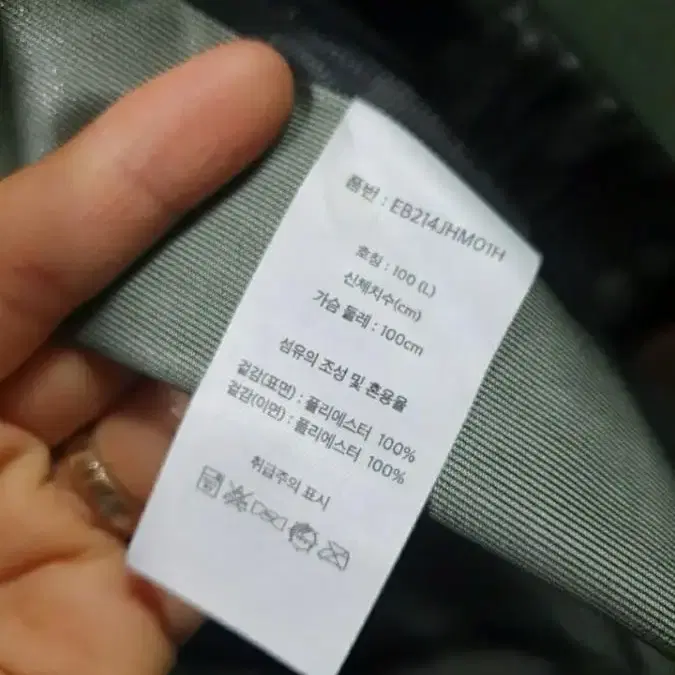 품번 : EB214JHM01H
호칭 : 100 (L)
신체치수(cm)
가슴 둘레 : 100cm
섬유의 조성 및 혼용율
겉감(표면) : 폴리에스터 100%
겉감(이면) : 폴리에스터 100%
취급주의 표시